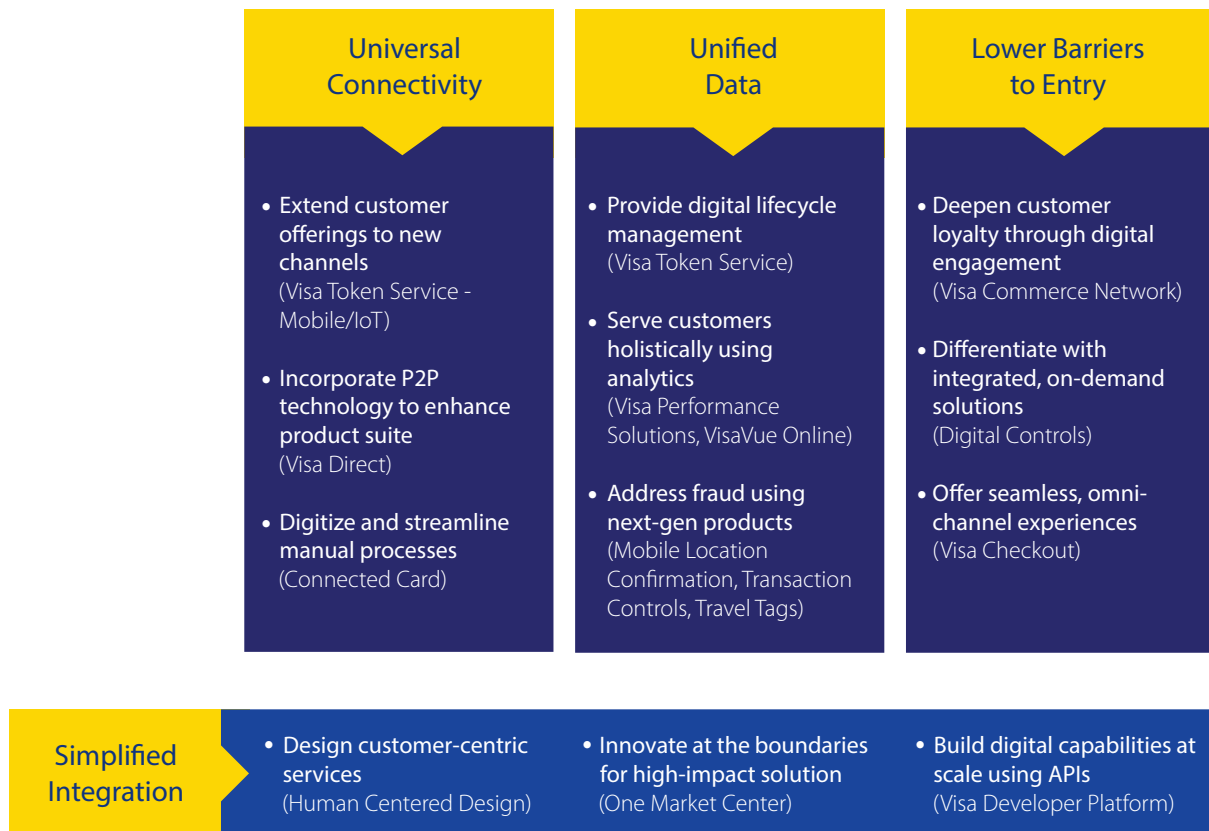 Universal
Connectivity
• Extend customer
offerings to new
channels
(Visa Token Service -
Mobile/IoT)
• Incorporate P2P
technology to enhance
product suite
(Visa Direct)
• Digitize and streamline
manual processes
(Connected Card)
Unified
Data
• Provide digital lifecycle
management
(Visa Token Service)
• Serve customers
holistically using
analytics
(Visa Performance
Solutions, VisaVue Online)
• Address fraud using
next-gen products
(Mobile Location
Confirmation, Transaction
Controls, Travel Tags)
Lower Barriers
to Entry
• Deepen customer
loyalty through digital
engagement
(Visa Commerce Network)
• Differentiate with
integrated, on-demand
solutions
(Digital Controls)
• Offer seamless, omni-
channel experiences
(Visa Checkout)
Simplified
Integration
• Design customer-centric
services
(Human Centered Design)
• Innovate at the boundaries
for high-impact solution
(One Market Center)
• Build digital capabilities at
scale using APIs
(Visa Developer Platform)